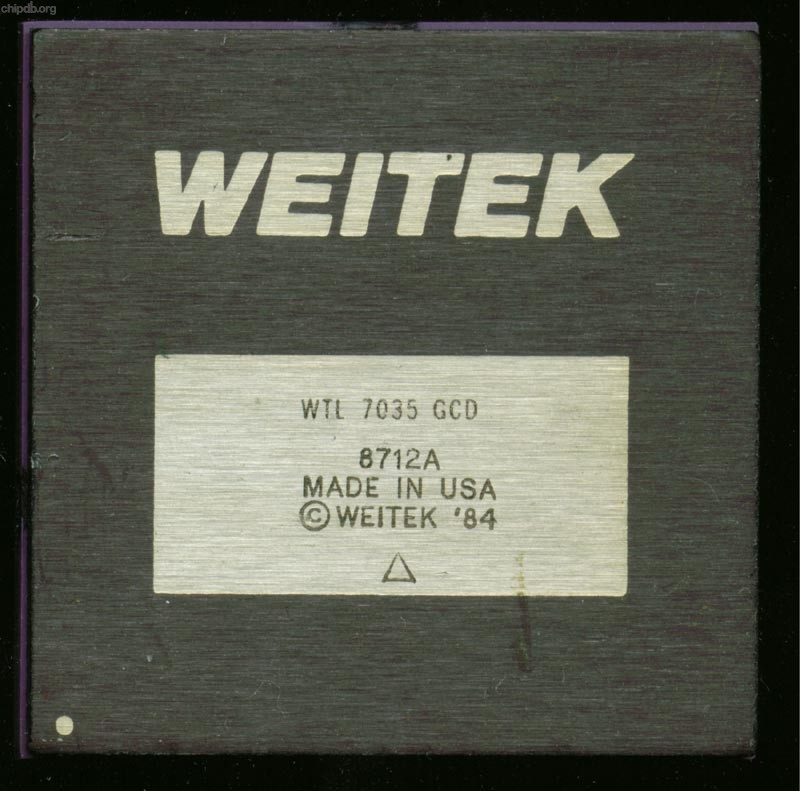 chipdb.org
WEITEK
WTL 7035 GCD
8712A
MADE IN USA
©WEITEK '84